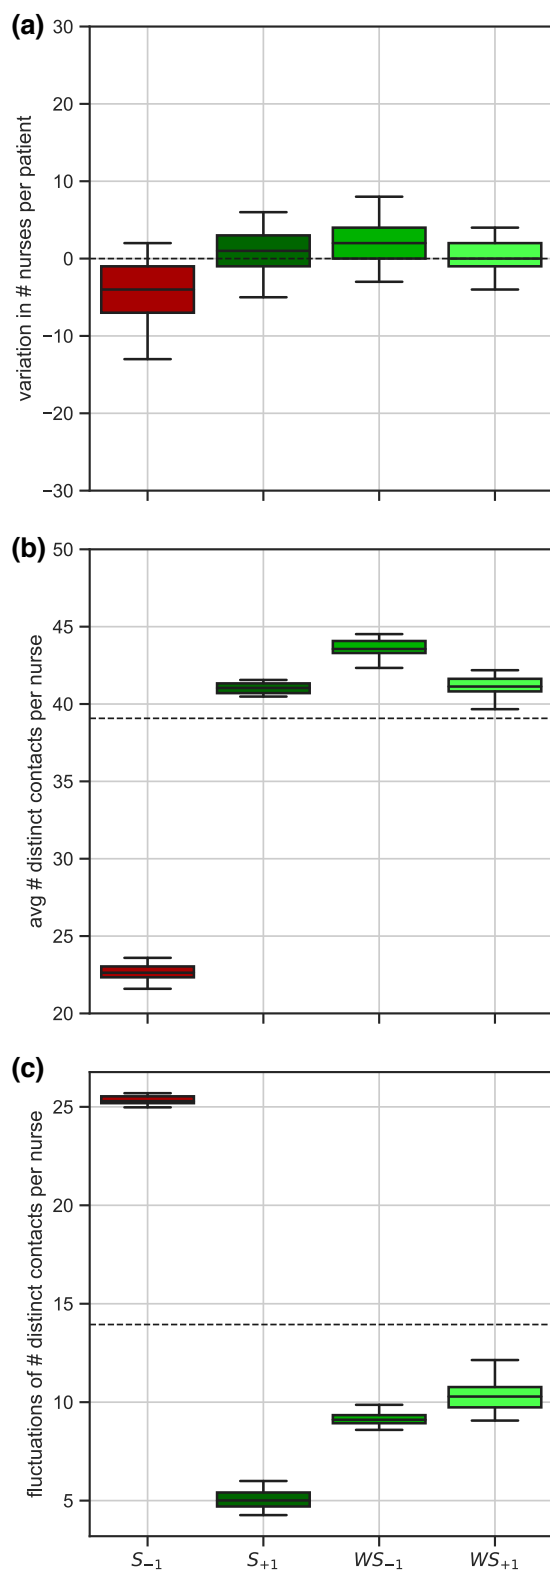 (a)
30
20
10
0
−10
−20
−30
variation in # nurses per patient
(b)
50
45
40
35
30
25
20
avg # distinct contacts per nurse
(c)
25
20
15
10
5
fluctuations of # distinct contacts per nurse
S₋₁ S₊₁ WS₋₁ WS₊₁